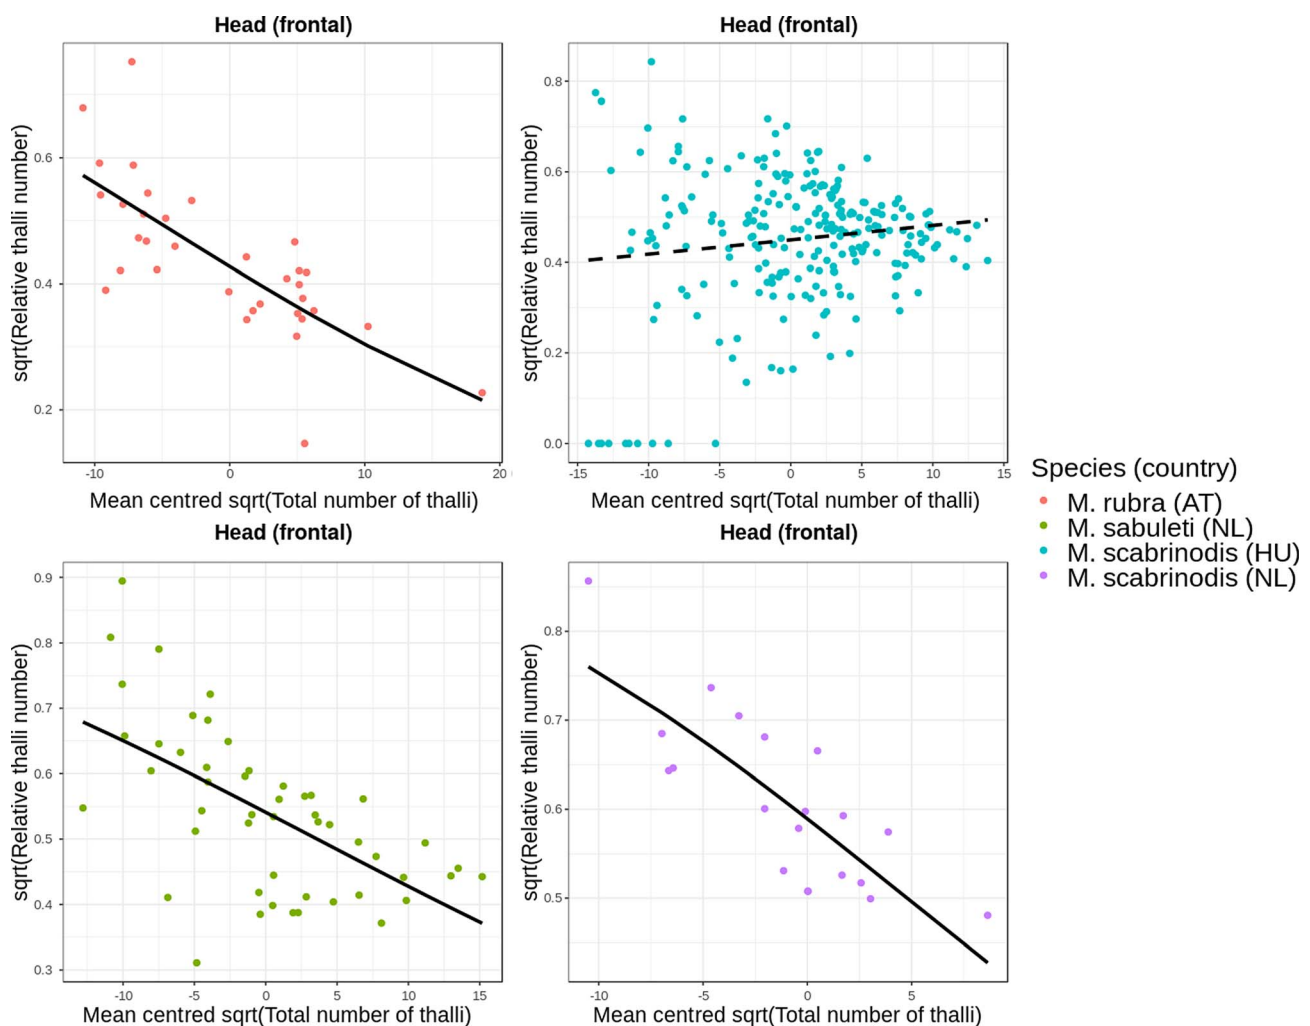 Head (frontal)
Head (frontal)
sqrt(Relative thalli number)
0.6
0.4
0.2
-10
0
10
20
Mean centred sqrt(Total number of thalli)
sqrt(Relative thalli number)
0.8
0.6
0.4
0.2
0.0
-15
-10
-5
0
5
10
15
Mean centred sqrt(Total number of thalli)
Species (country)
M. rubra (AT)
M. sabuleti (NL)
M. scabrinodis (HU)
M. scabrinodis (NL)
Head (frontal)
Head (frontal)
sqrt(Relative thalli number)
0.9
0.8
0.7
0.6
0.5
0.4
0.3
-10
-5
0
5
10
15
Mean centred sqrt(Total number of thalli)
sqrt(Relative thalli number)
0.8
0.7
0.6
0.5
-10
-5
0
5
Mean centred sqrt(Total number of thalli)